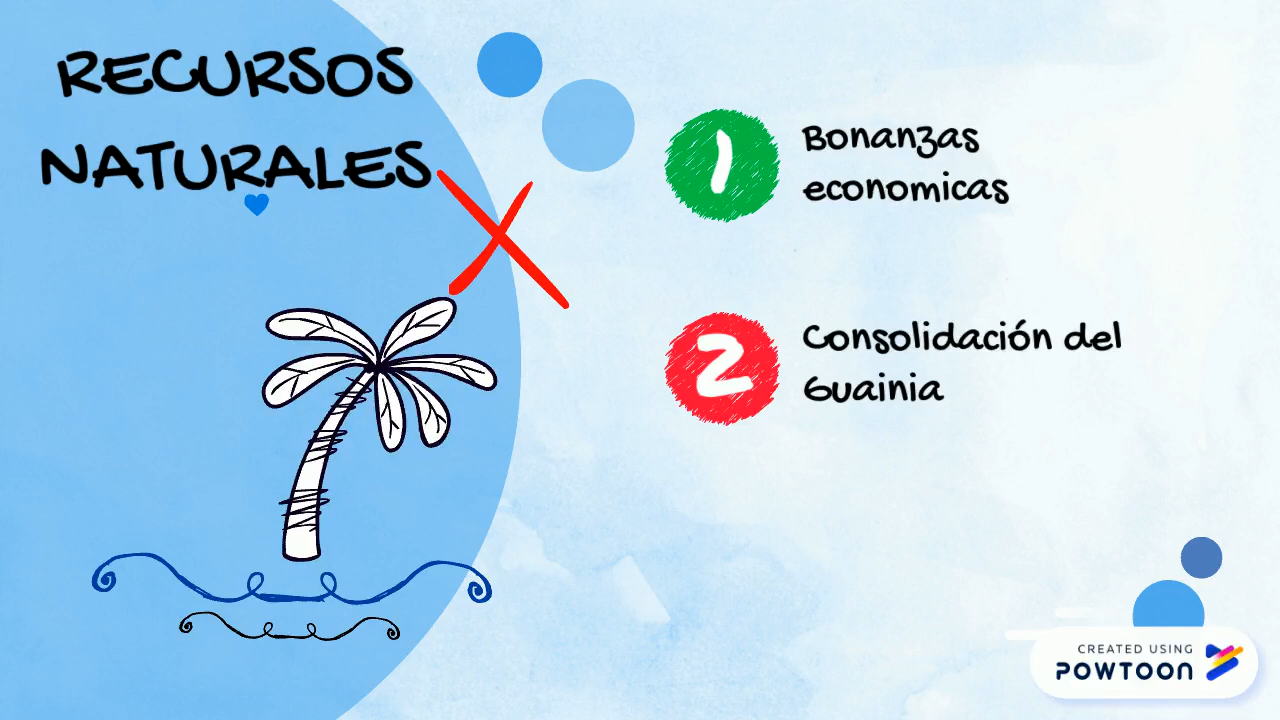 RECURSOS
NATURALES
1
Bonanzas
economicas
2
Consolidación del
Guainia
CREATED USING
POWTOON